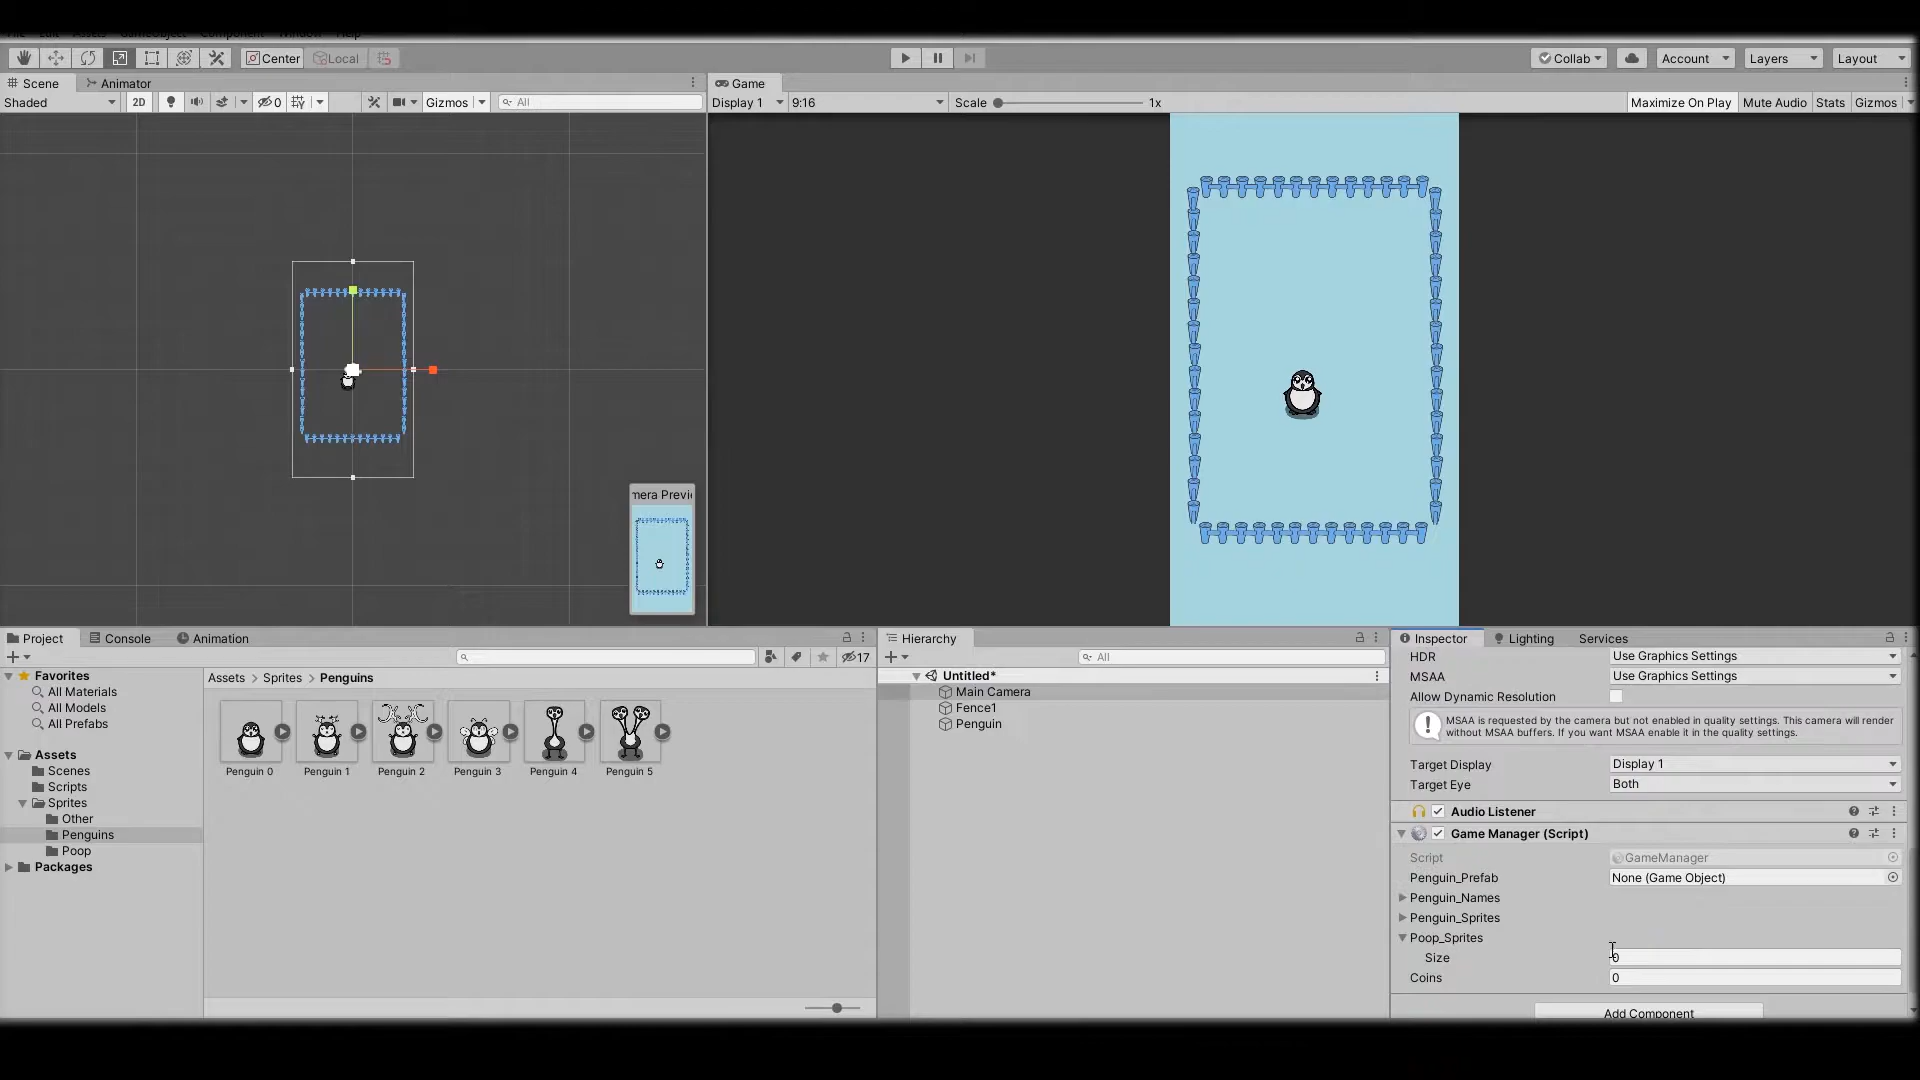 Center
Local
Collab
Account
Layers
Layout
Scene
Animator
Game
Shaded
2D
0
Gizmos
All
Display 1
9:16
Scale
1x
Maximize On Play
Mute Audio
Stats
Gizmos
mera Previ
Project
Console
Animation
17
Favorites
All Materials
All Models
All Prefabs
Assets
Scenes
Scripts
Sprites
Other
Penguins
Poop
Packages
Assets
Sprites
Penguins
Penguin 0
Penguin 1
Penguin 2
Penguin 3
Penguin 4
Penguin 5
Hierarchy
All
Untitled*
Main Camera
Fence1
Penguin
Inspector
Lighting
Services
HDR
Use Graphics Settings
MSAA
Use Graphics Settings
Allow Dynamic Resolution
MSAA is requested by the camera but not enabled in quality settings. This camera will render
without MSAA buffers. If you want MSAA enable it in the quality settings.
Target Display
Display 1
Target Eye
Both
Audio Listener
Game Manager (Script)
Script
GameManager
Penguin_Prefab
None (Game Object)
Penguin_Names
Penguin_Sprites
Poop_Sprites
Size
0
Coins
0
Add Component